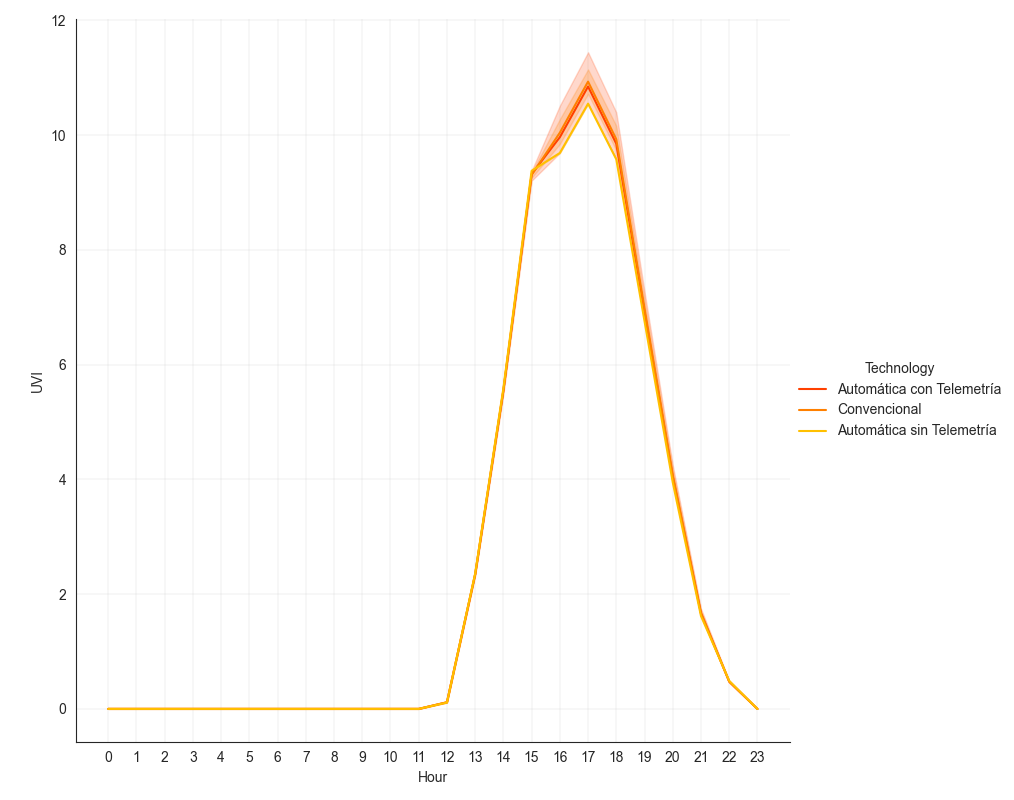 12
10
8
6
4
2
0
UVI
0 1 2 3 4 5 6 7 8 9 10 11 12 13 14 15 16 17 18 19 20 21 22 23
Hour
Technology
Automática con Telemetría
Convencional
Automática sin Telemetría